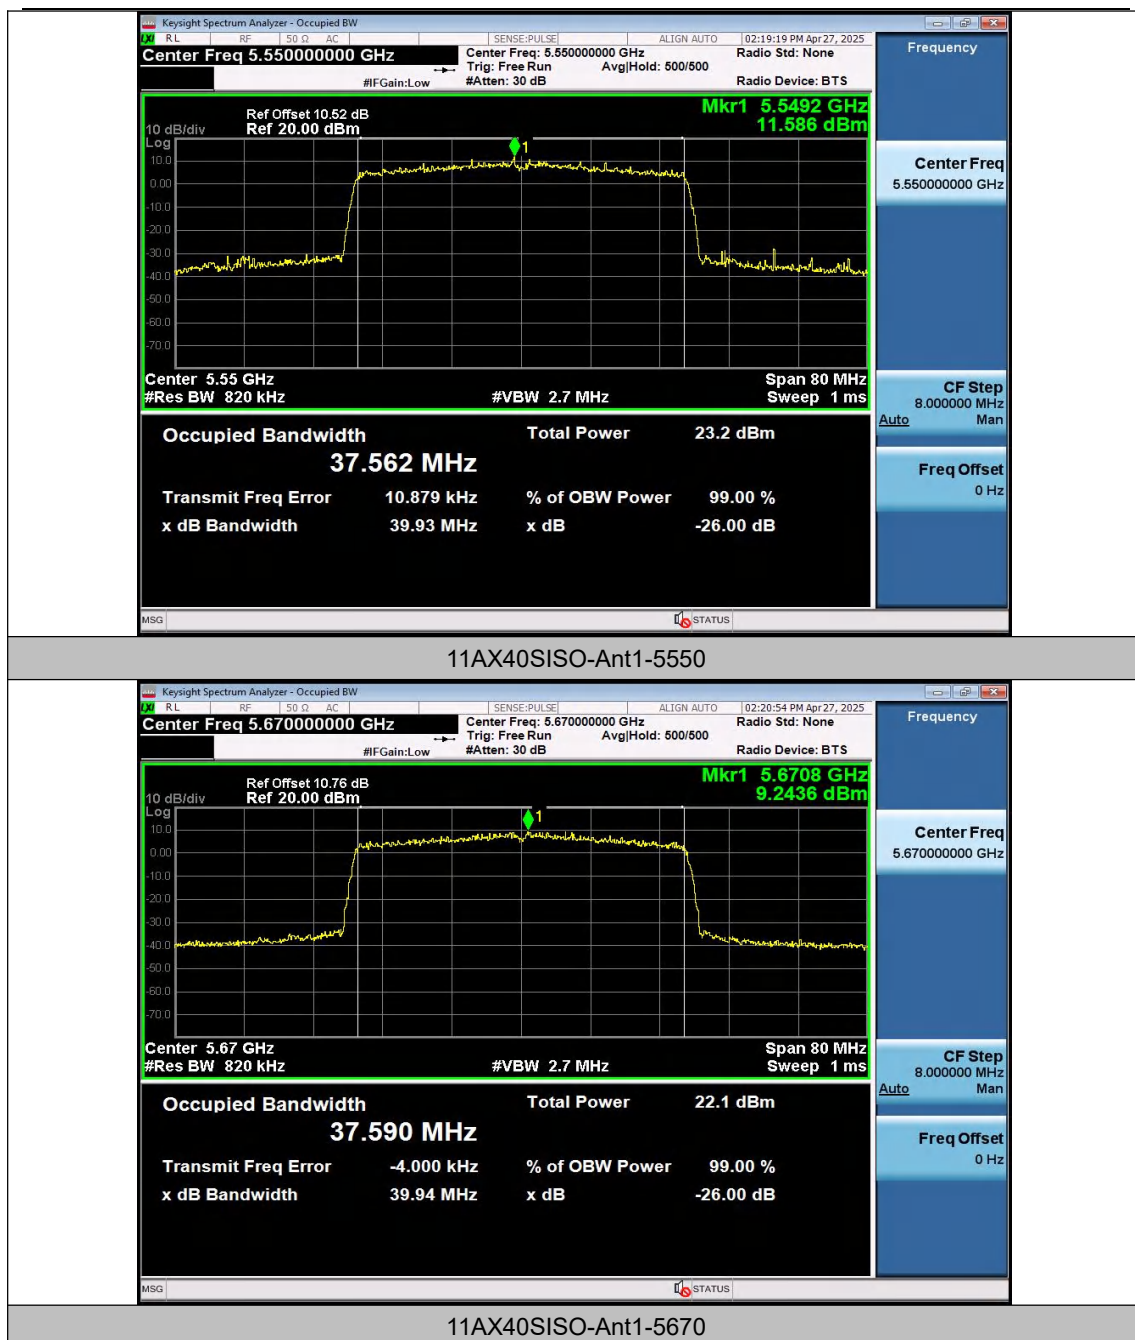 Keysight Spectrum Analyzer - Occupied BW
LXI RL RF 50 Ω AC SENSE:PULSE ALIGN AUTO 02:19:19 PM Apr 27, 2025
Center Freq 5.550000000 GHz
Center Freq: 5.550000000 GHz Radio Std: None
Trig: Free Run Avg|Hold: 500/500
#IFGain:Low #Atten: 30 dB Radio Device: BTS
Frequency
Mkr1 5.5492 GHz
11.586 dBm
Ref Offset 10.52 dB
10 dB/div Ref 20.00 dBm
Log
1
10.0
0.00
-10.0
-20.0
-30.0
-40.0
-50.0
-60.0
-70.0
Center Freq
5.550000000 GHz
Center 5.55 GHz Span 80 MHz
#Res BW 820 kHz #VBW 2.7 MHz Sweep 1 ms
CF Step
8.000000 MHz
Auto Man
Freq Offset
0 Hz
Occupied Bandwidth Total Power 23.2 dBm
37.562 MHz
Transmit Freq Error 10.879 kHz % of OBW Power 99.00 %
x dB Bandwidth 39.93 MHz x dB -26.00 dB
MSG STATUS
11AX40SISO-Ant1-5550
Keysight Spectrum Analyzer - Occupied BW
LXI RL RF 50 Ω AC SENSE:PULSE ALIGN AUTO 02:20:54 PM Apr 27, 2025
Center Freq 5.670000000 GHz
Center Freq: 5.670000000 GHz Radio Std: None
Trig: Free Run Avg|Hold: 500/500
#IFGain:Low #Atten: 30 dB Radio Device: BTS
Frequency
Mkr1 5.6708 GHz
9.2436 dBm
Ref Offset 10.76 dB
10 dB/div Ref 20.00 dBm
Log
1
10.0
0.00
-10.0
-20.0
-30.0
-40.0
-50.0
-60.0
-70.0
Center Freq
5.670000000 GHz
Center 5.67 GHz Span 80 MHz
#Res BW 820 kHz #VBW 2.7 MHz Sweep 1 ms
CF Step
8.000000 MHz
Auto Man
Freq Offset
0 Hz
Occupied Bandwidth Total Power 22.1 dBm
37.590 MHz
Transmit Freq Error -4.000 kHz % of OBW Power 99.00 %
x dB Bandwidth 39.94 MHz x dB -26.00 dB
MSG STATUS
11AX40SISO-Ant1-5670